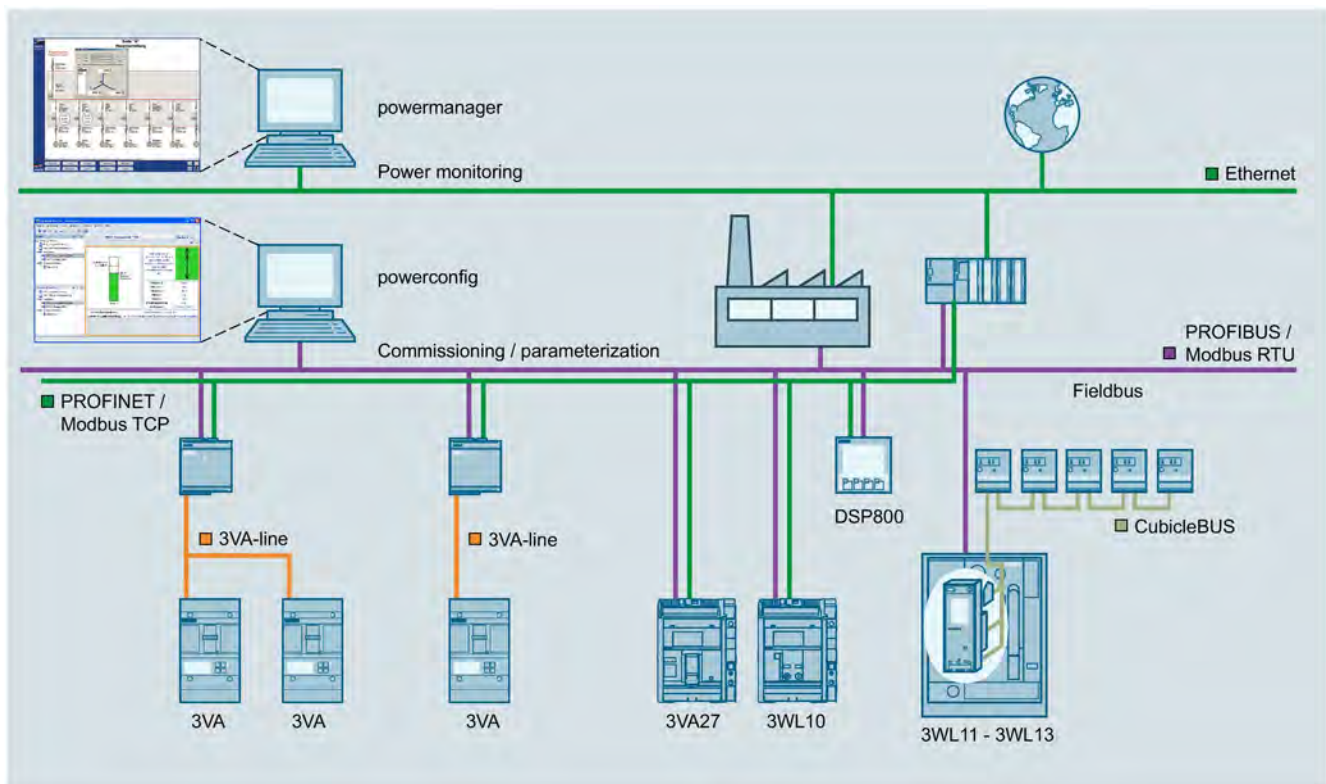 powermanager
Power monitoring
Ethernet
powerconfig
Commissioning / parameterization
PROFIBUS /
Modbus RTU
Fieldbus
PROFINET /
Modbus TCP
3VA-line
3VA-line
DSP800
CubicleBUS
3VA
3VA
3VA
3VA27
3WL10
3WL11 - 3WL13